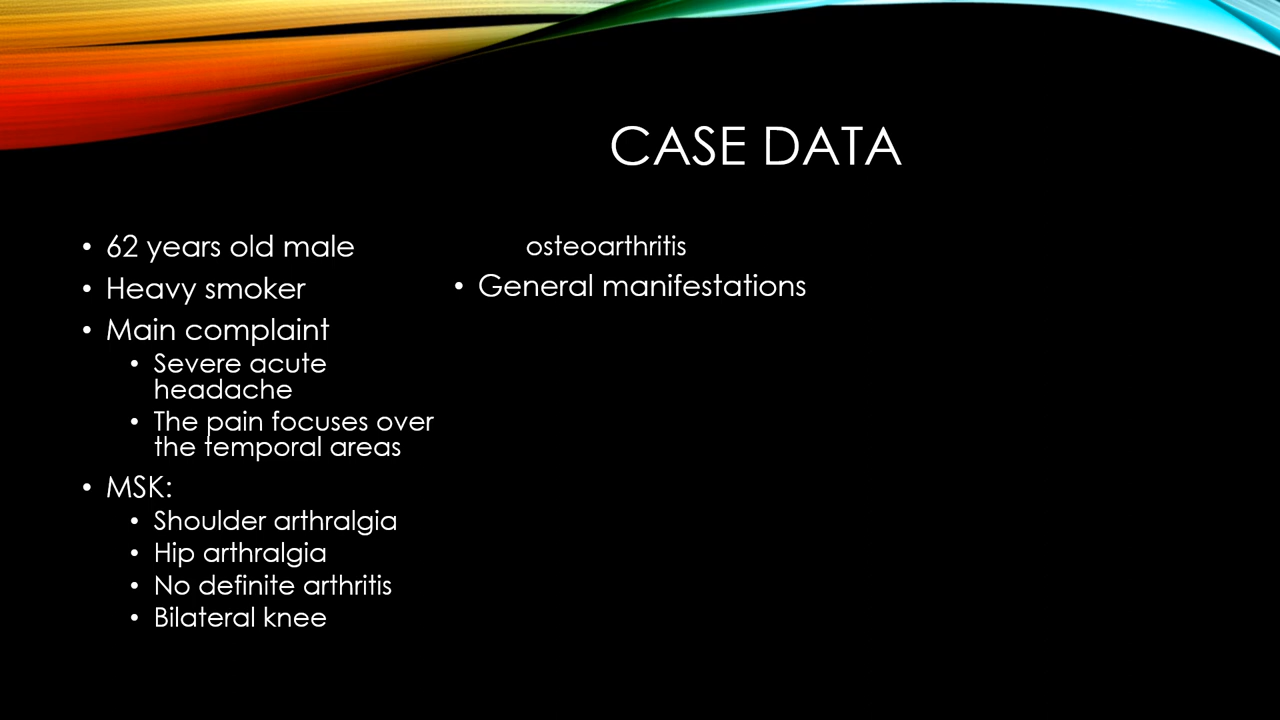 CASE DATA
• 62 years old male
• Heavy smoker
• Main complaint
• Severe acute
headache
• The pain focuses over
the temporal areas
• MSK:
• Shoulder arthralgia
• Hip arthralgia
• No definite arthritis
• Bilateral knee
osteoarthritis
• General manifestations